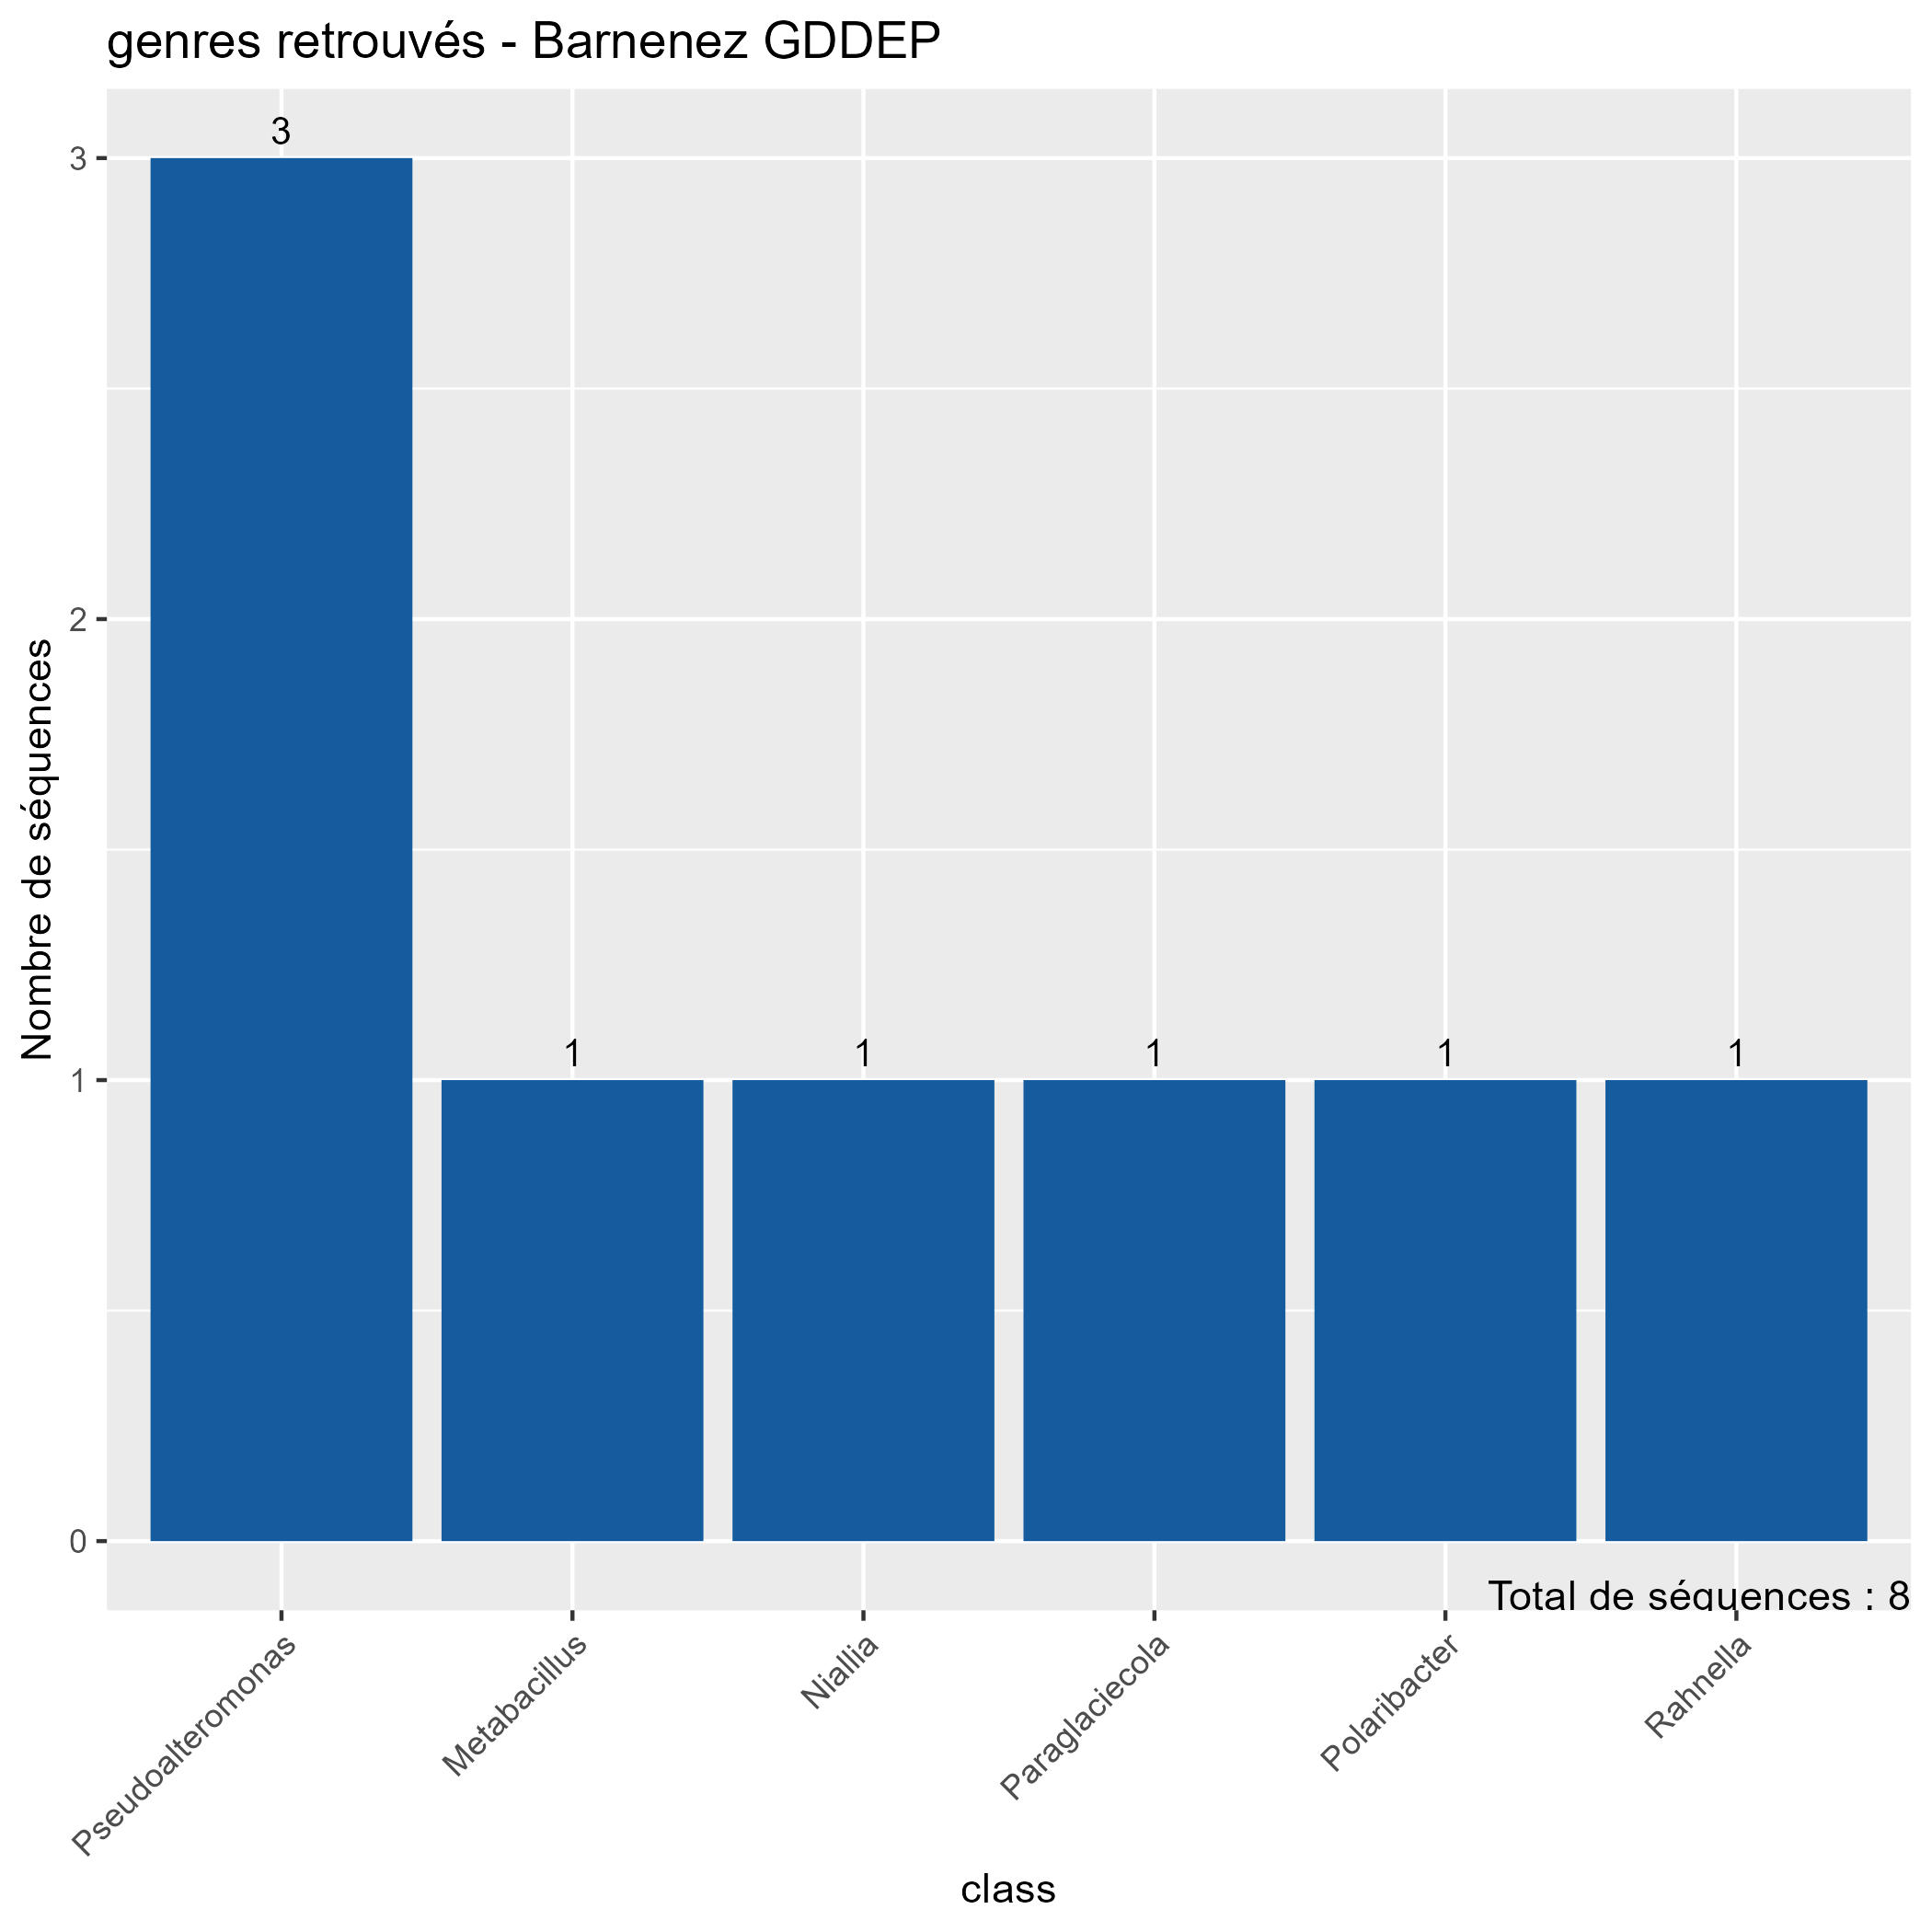 genres retrouvés - Barnenez GDDEP
3
3
2
1
0
1
1
1
1
1
Nombre de séquences
Total de séquences : 8
Pseudoalteromonas
Metabacillus
Niallia
Paraglaciecola
Polaribacter
Rahnella
class